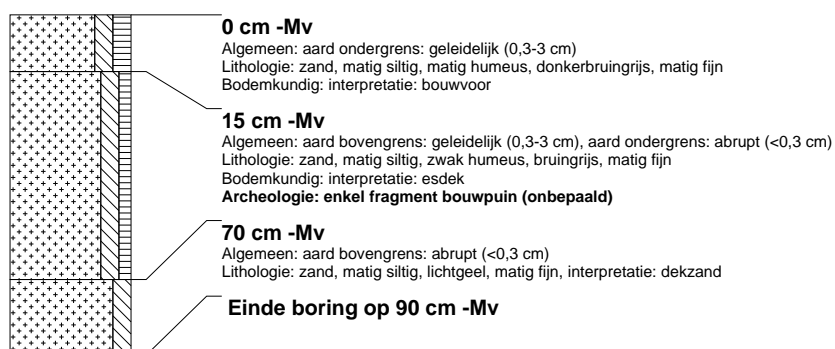 0 cm -Mv
Algemeen: aard ondergrens: geleidelijk (0,3-3 cm)
Lithologie: zand, matig siltig, matig humeus, donkerbruingrijs, matig fijn
Bodemkundig: interpretatie: bouwvoor
15 cm -Mv
Algemeen: aard bovengrens: geleidelijk (0,3-3 cm), aard ondergrens: abrupt (<0,3 cm)
Lithologie: zand, matig siltig, zwak humeus, bruingrijs, matig fijn
Bodemkundig: interpretatie: esdek
Archeologie: enkel fragment bouwpuin (onbepaald)
70 cm -Mv
Algemeen: aard bovengrens: abrupt (<0,3 cm)
Lithologie: zand, matig siltig, lichtgeel, matig fijn, interpretatie: dekzand
Einde boring op 90 cm -Mv